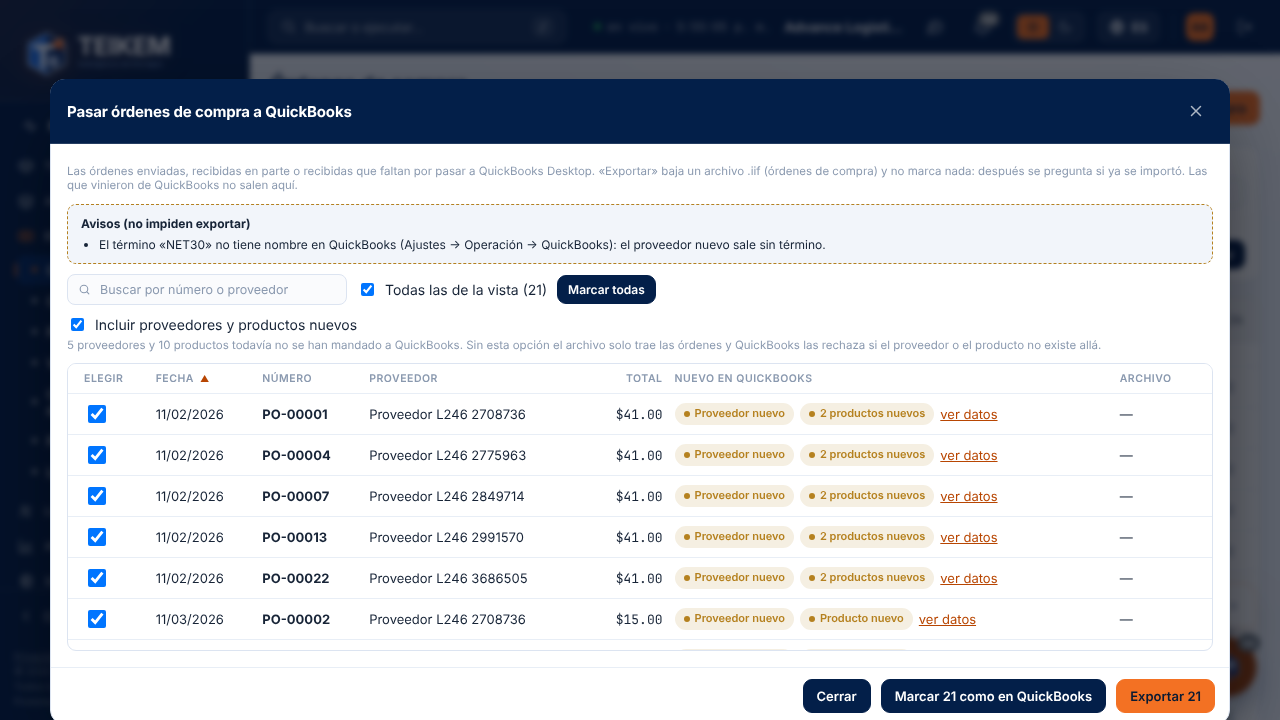 TEIKEM
Pasar órdenes de compra a QuickBooks
Las órdenes enviadas, recibidas en parte o recibidas que faltan por pasar a QuickBooks Desktop. «Exportar» baja un archivo .iif (órdenes de compra) y no marca nada: después se pregunta si ya se importó. Las
que vinieron de QuickBooks no salen aquí.
Avisos (no impiden exportar)
• El término «NET30» no tiene nombre en QuickBooks (Ajustes → Operación → QuickBooks): el proveedor nuevo sale sin término.
Buscar por número o proveedor Todas las de la vista (21) Marcar todas
Incluir proveedores y productos nuevos
5 proveedores y 10 productos todavía no se han mandado a QuickBooks. Sin esta opción el archivo solo trae las órdenes y QuickBooks las rechaza si el proveedor o el producto no existe allá.
ELEGIR FECHA ▲ NÚMERO PROVEEDOR TOTAL NUEVO EN QUICKBOOKS ARCHIVO
11/02/2026 PO-00001 Proveedor L246 2708736 $41.00 Proveedor nuevo 2 productos nuevos ver datos —
11/02/2026 PO-00004 Proveedor L246 2775963 $41.00 Proveedor nuevo 2 productos nuevos ver datos —
11/02/2026 PO-00007 Proveedor L246 2849714 $41.00 Proveedor nuevo 2 productos nuevos ver datos —
11/02/2026 PO-00013 Proveedor L246 2991570 $41.00 Proveedor nuevo 2 productos nuevos ver datos —
11/02/2026 PO-00022 Proveedor L246 3686505 $41.00 Proveedor nuevo 2 productos nuevos ver datos —
11/03/2026 PO-00002 Proveedor L246 2708736 $15.00 Proveedor nuevo Producto nuevo ver datos —
Cerrar Marcar 21 como en QuickBooks Exportar 21